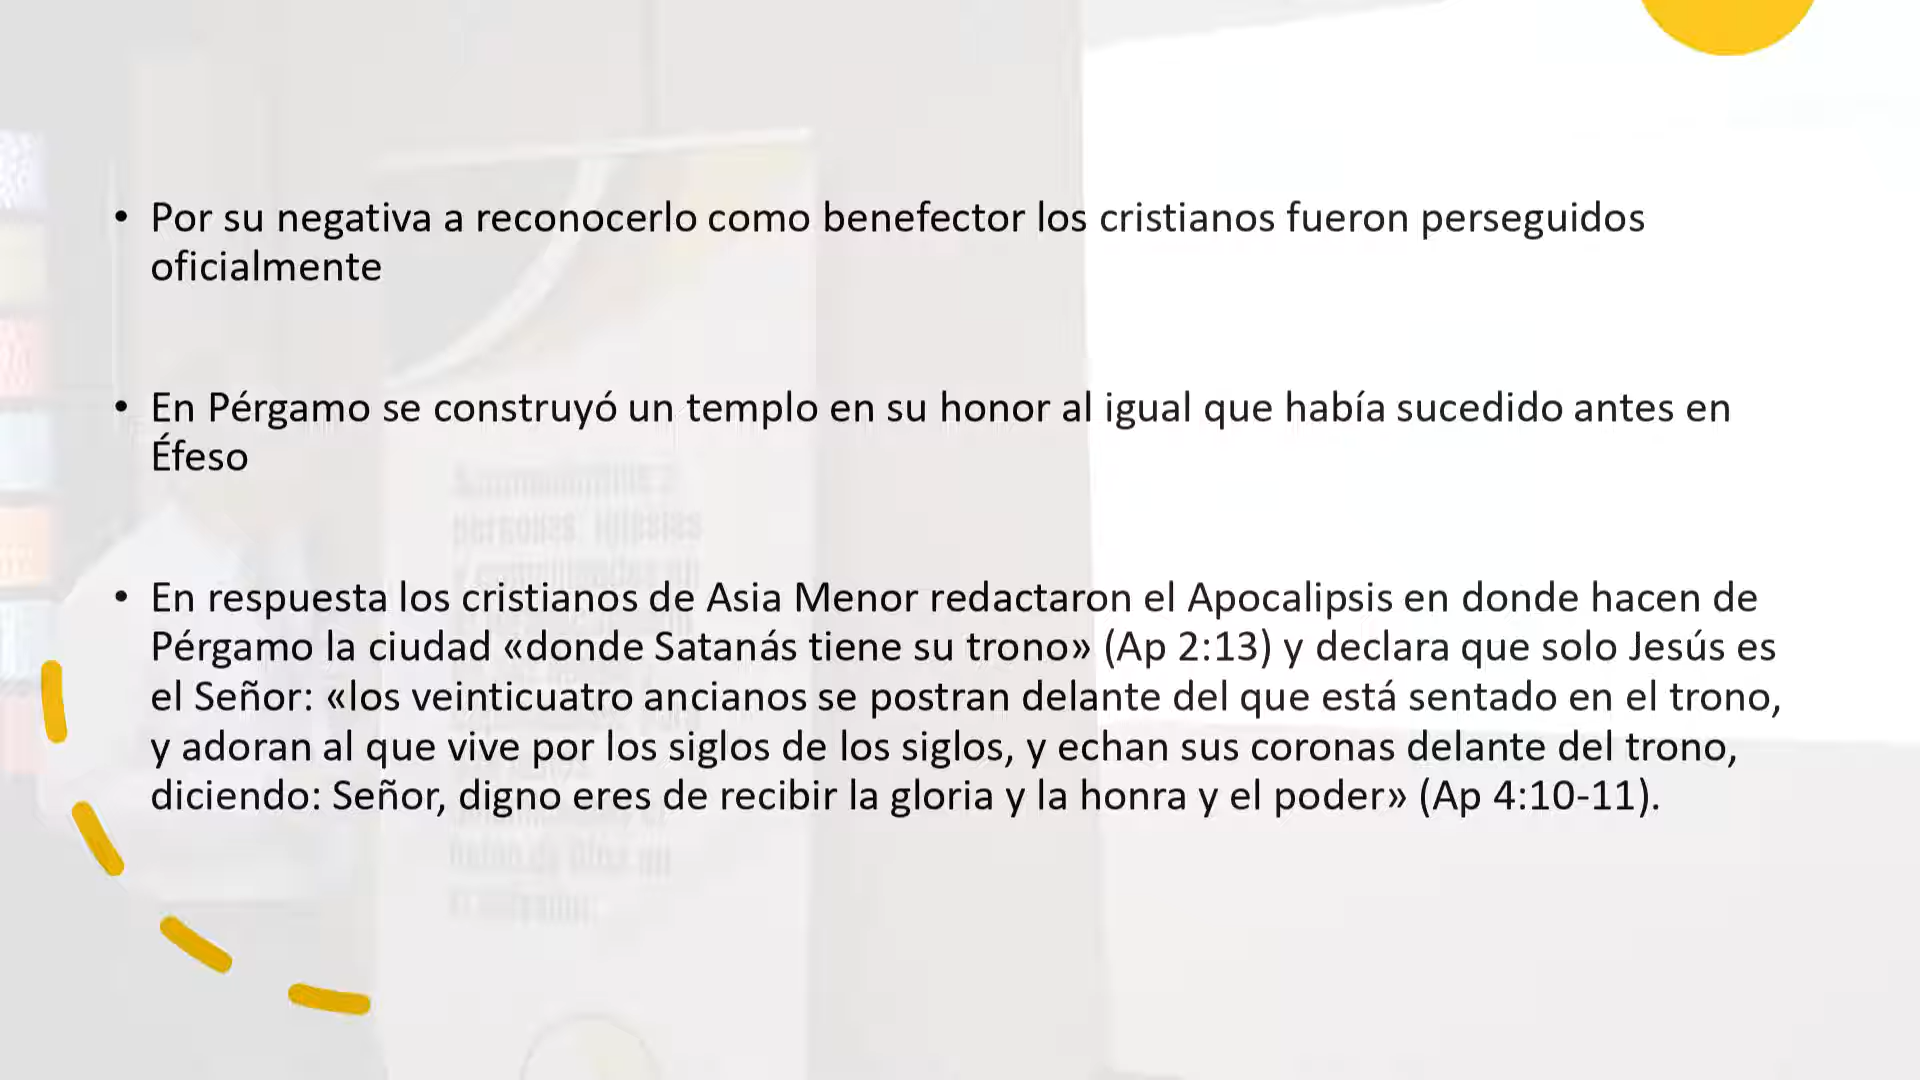 • Por su negativa a reconocerlo como benefector los cristianos fueron perseguidos
oficialmente
• En Pérgamo se construyó un templo en su honor al igual que había sucedido antes en
Éfeso
• En respuesta los cristianos de Asia Menor redactaron el Apocalipsis en donde hacen de
Pérgamo la ciudad «donde Satanás tiene su trono» (Ap 2:13) y declara que solo Jesús es
el Señor: «los veinticuatro ancianos se postran delante del que está sentado en el trono,
y adoran al que vive por los siglos de los siglos, y echan sus coronas delante del trono,
diciendo: Señor, digno eres de recibir la gloria y la honra y el poder» (Ap 4:10-11).